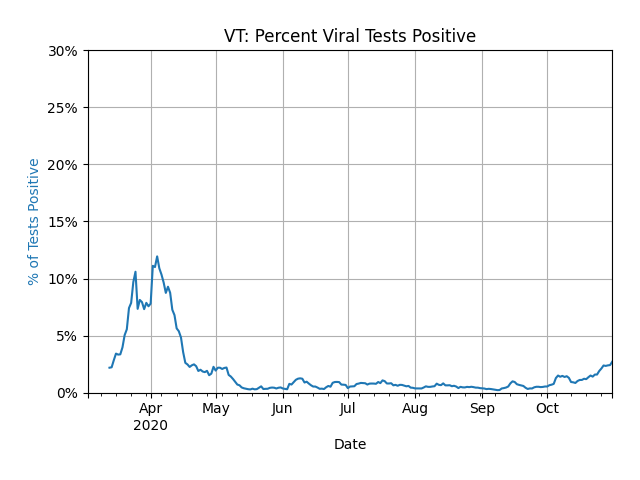 VT: Percent Viral Tests Positive
30%
25%
20%
15%
10%
5%
0%
% of Tests Positive
Apr May Jun Jul Aug Sep Oct
2020
Date